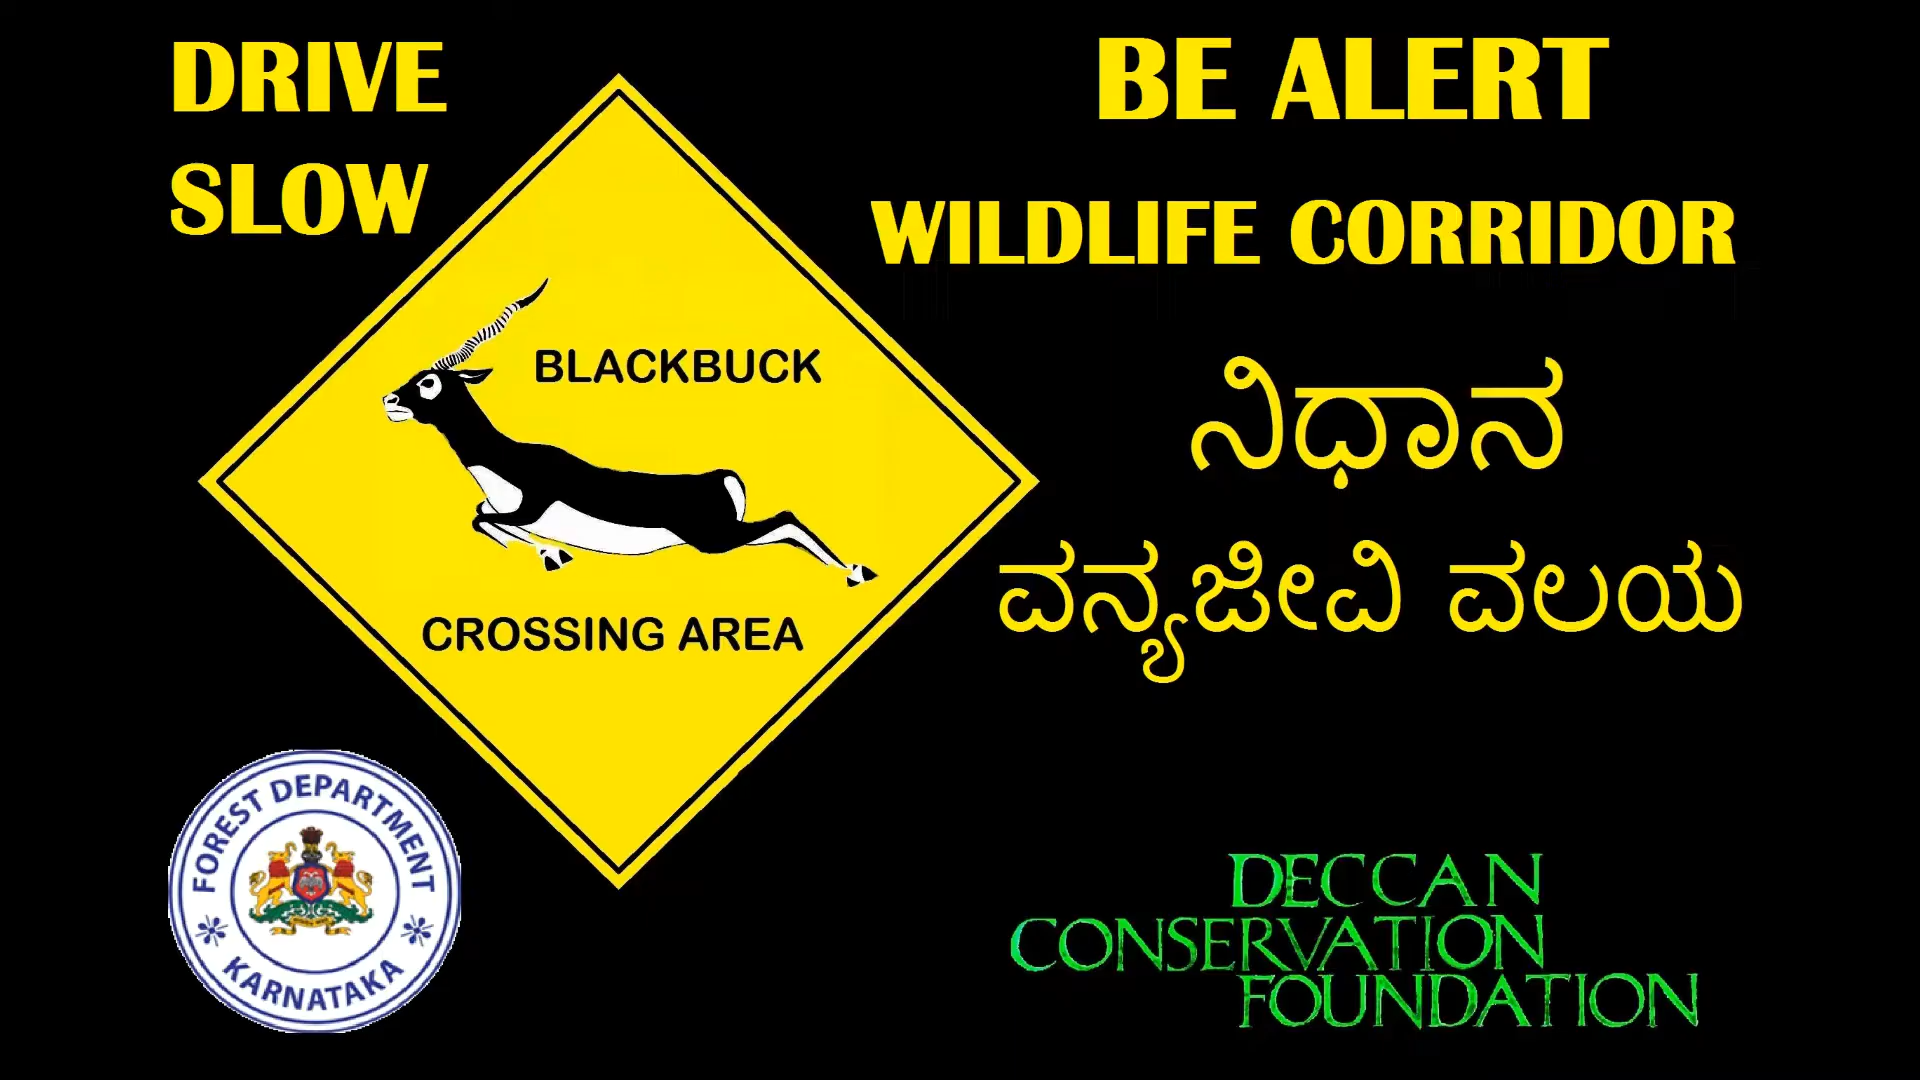 DRIVE
SLOW
BE ALERT
WILDLIFE CORRIDOR
BLACKBUCK
CROSSING AREA
ನಿಧಾನ
ವನ್ಯಜೀವಿ ವಲಯ
FOREST DEPARTMENT
KARNATAKA
DECCAN
CONSERVATION
FOUNDATION